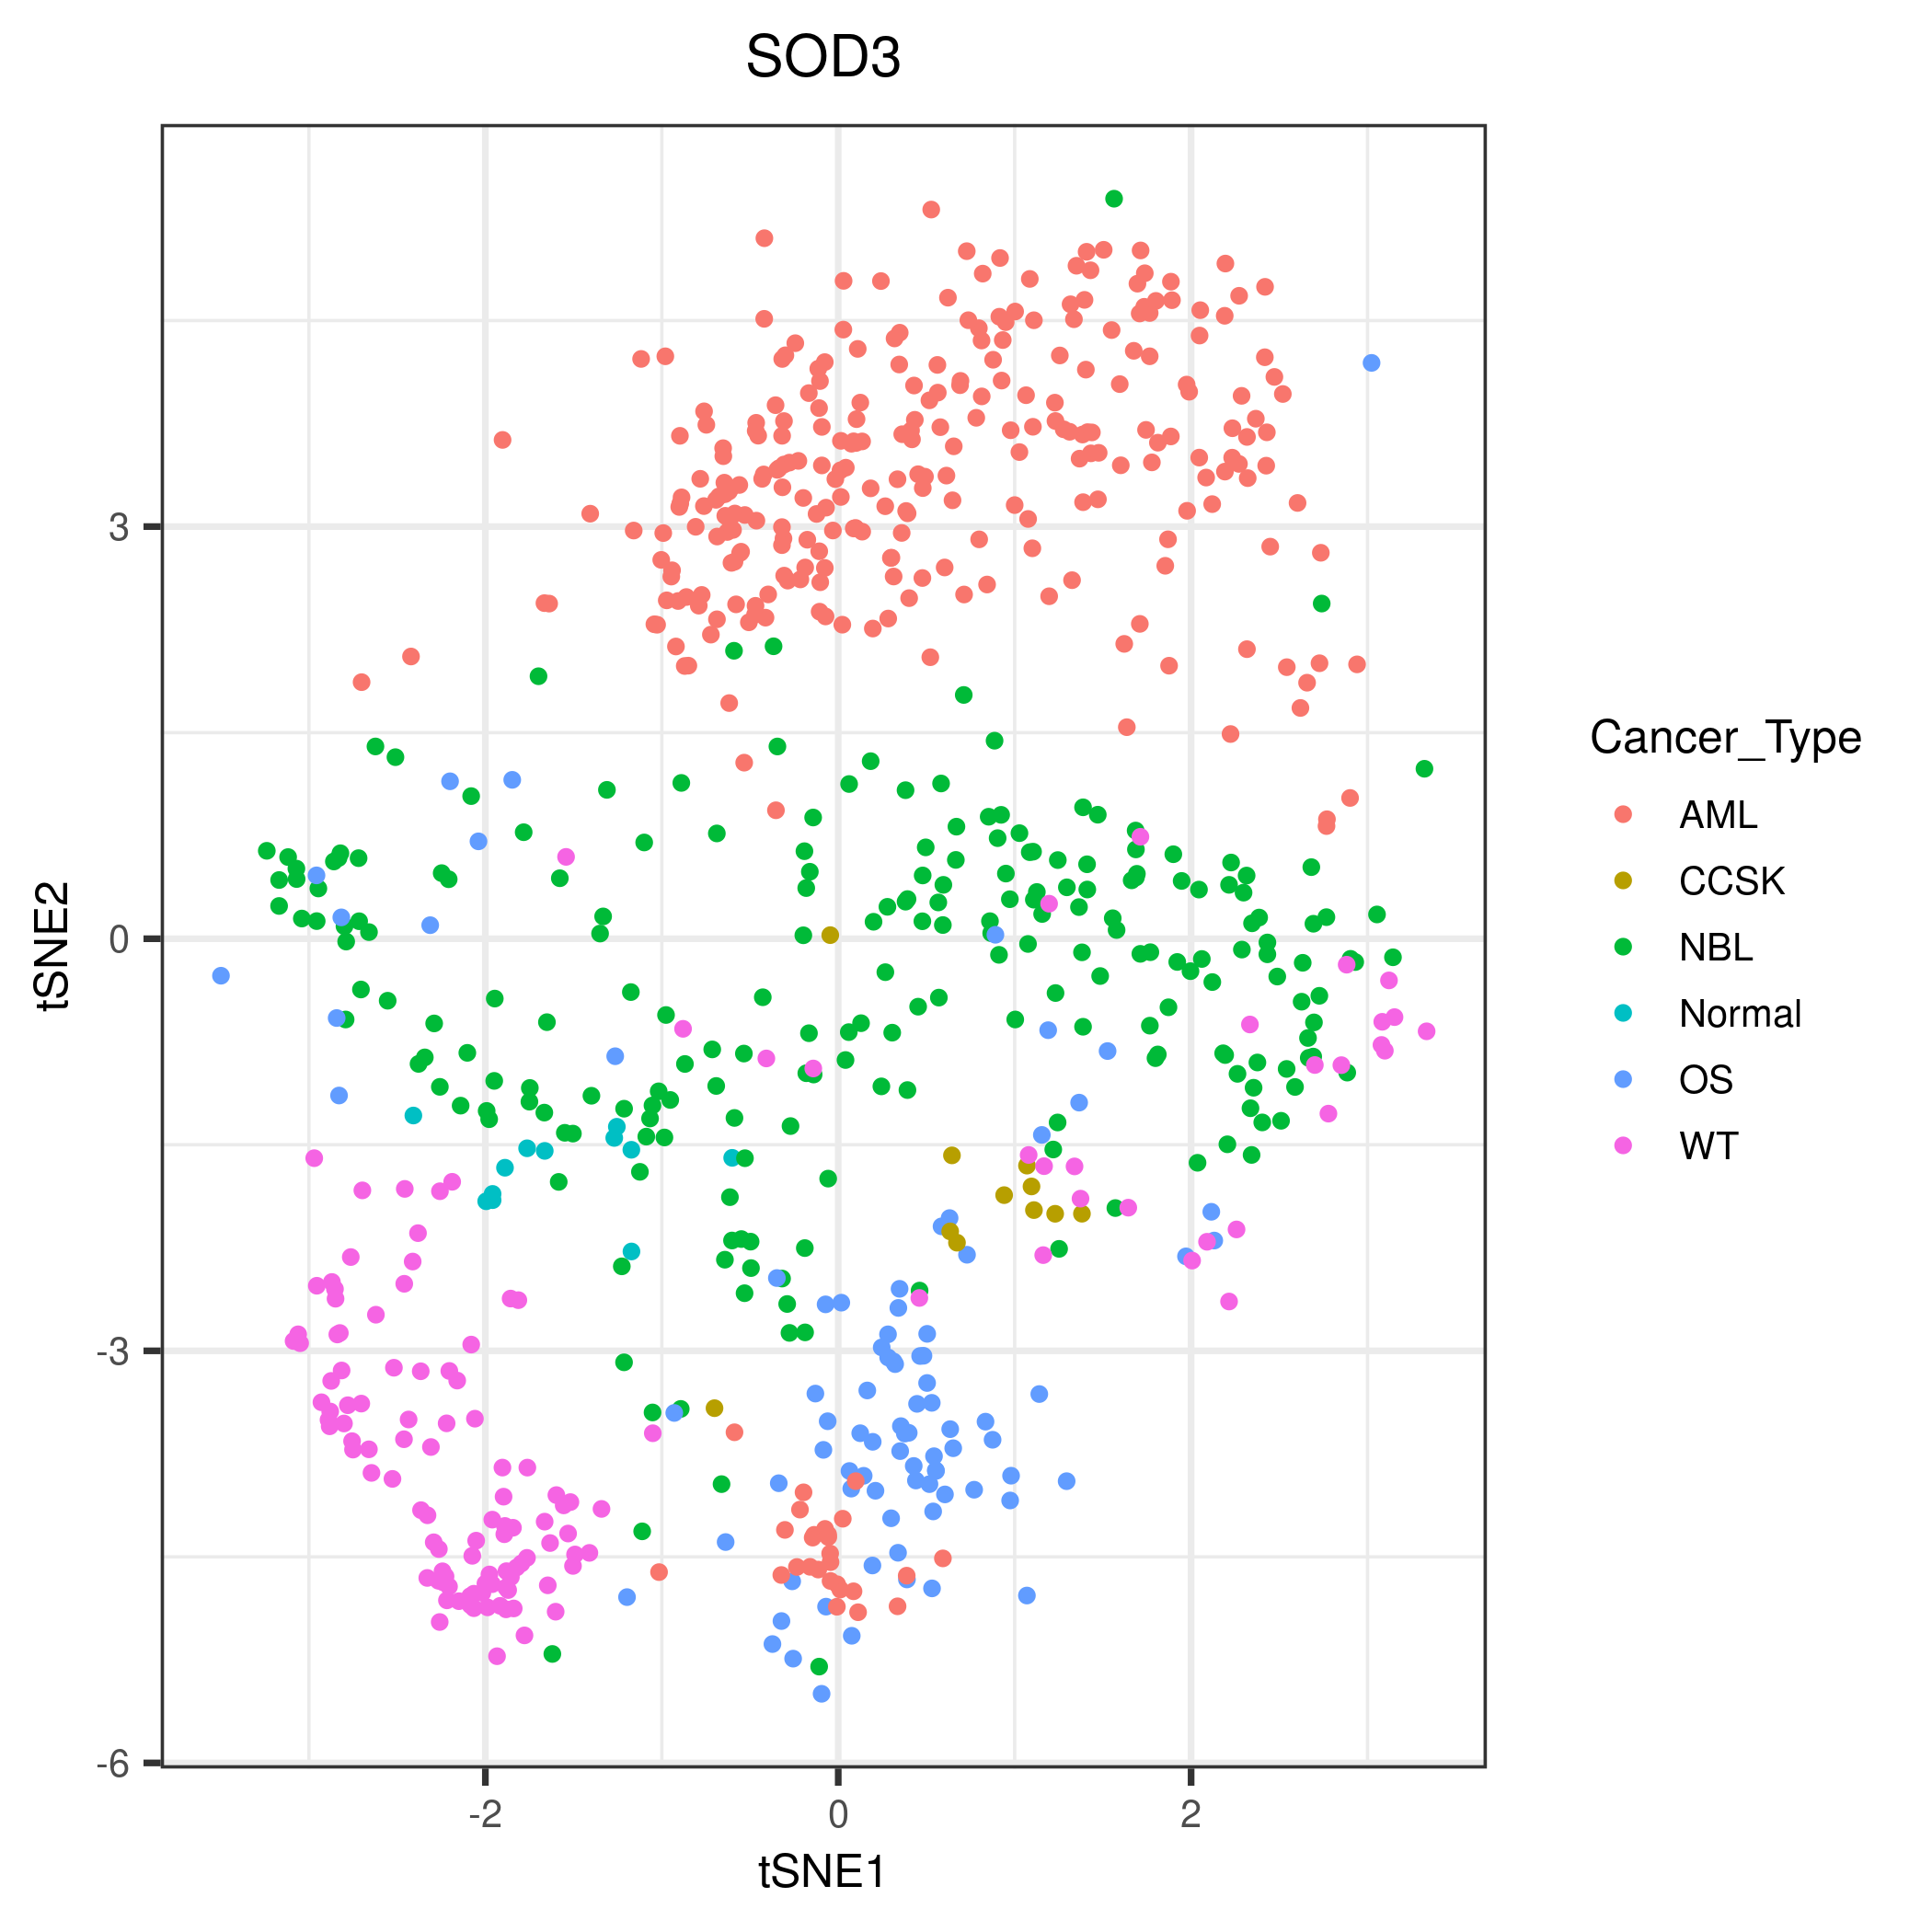 SOD3
tSNE2
3
0
-3
-6
-2 0 2
tSNE1
Cancer_Type
AML
CCSK
NBL
Normal
OS
WT